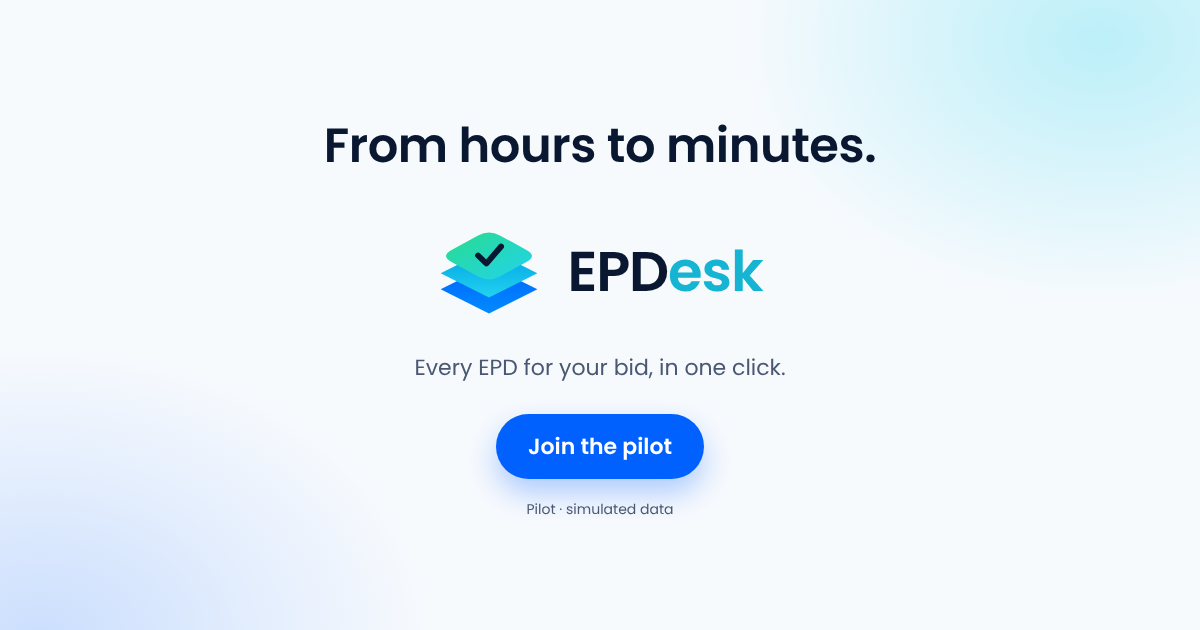 From hours to minutes.
EPDesk
Every EPD for your bid, in one click.
Join the pilot
Pilot · simulated data